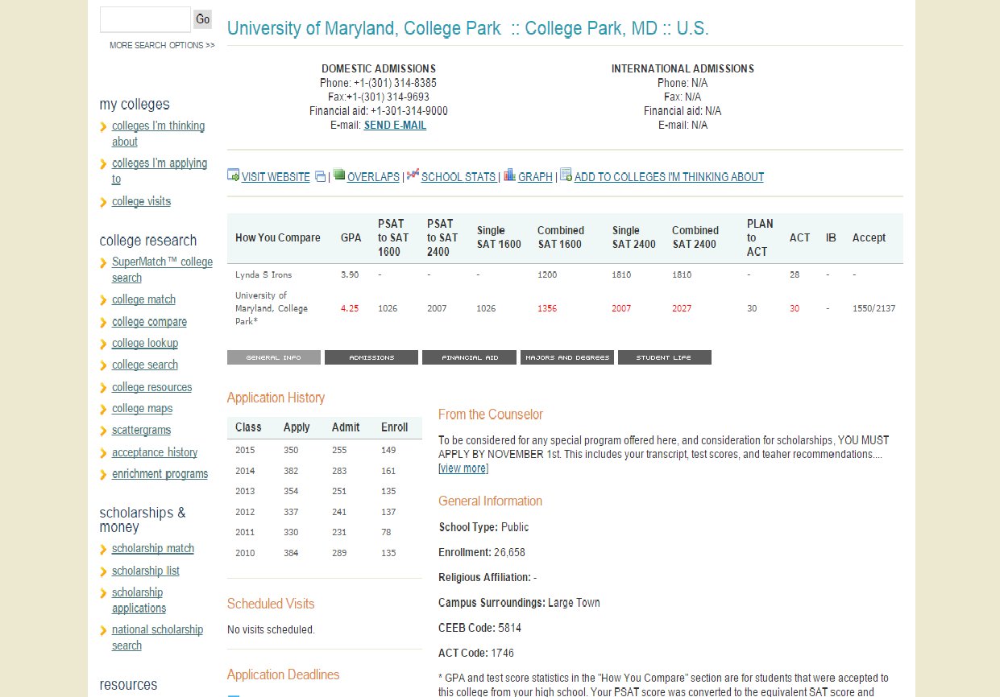 Go
MORE SEARCH OPTIONS >>
my colleges
colleges I'm thinking
about
colleges I'm applying
to
college visits
college research
SuperMatch™ college
search
college match
college compare
college lookup
college search
college resources
college maps
scattergrams
acceptance history
enrichment programs
scholarships &
money
scholarship match
scholarship list
scholarship
applications
national scholarship
search
resources
University of Maryland, College Park :: College Park, MD :: U.S.
DOMESTIC ADMISSIONS
Phone: +1-(301) 314-8385
Fax:+1-(301) 314-9693
Financial aid: +1-301-314-9000
E-mail: SEND E-MAIL
INTERNATIONAL ADMISSIONS
Phone: N/A
Fax: N/A
Financial aid: N/A
E-mail: N/A
VISIT WEBSITE | OVERLAPS | SCHOOL STATS | GRAPH | ADD TO COLLEGES I'M THINKING ABOUT
How You Compare GPA PSAT to SAT 1600 PSAT to SAT 2400 Single SAT 1600 Combined SAT 1600 Single SAT 2400 Combined SAT 2400 PLAN to ACT ACT IB Accept
Lynda S Irons 3.90 - - - 1200 1810 1810 - 28 - -
University of Maryland, College Park* 4.25 1026 2007 1026 1356 2007 2027 30 30 - 1550/2137
GENERAL INFO ADMISSIONS FINANCIAL AID MAJORS AND DEGREES STUDENT LIFE
Application History
Class Apply Admit Enroll
2015 350 255 149
2014 382 283 161
2013 354 251 135
2012 337 241 137
2011 330 231 78
2010 384 289 135
Scheduled Visits
No visits scheduled.
Application Deadlines
From the Counselor
To be considered for any special program offered here, and consideration for scholarships, YOU MUST
APPLY BY NOVEMBER 1st. This includes your transcript, test scores, and teaher recommendations....
[view more]
General Information
School Type: Public
Enrollment: 26,658
Religious Affiliation: -
Campus Surroundings: Large Town
CEEB Code: 5814
ACT Code: 1746
* GPA and test score statistics in the "How You Compare" section are for students that were accepted to
this college from your high school. Your PSAT score was converted to the equivalent SAT score and